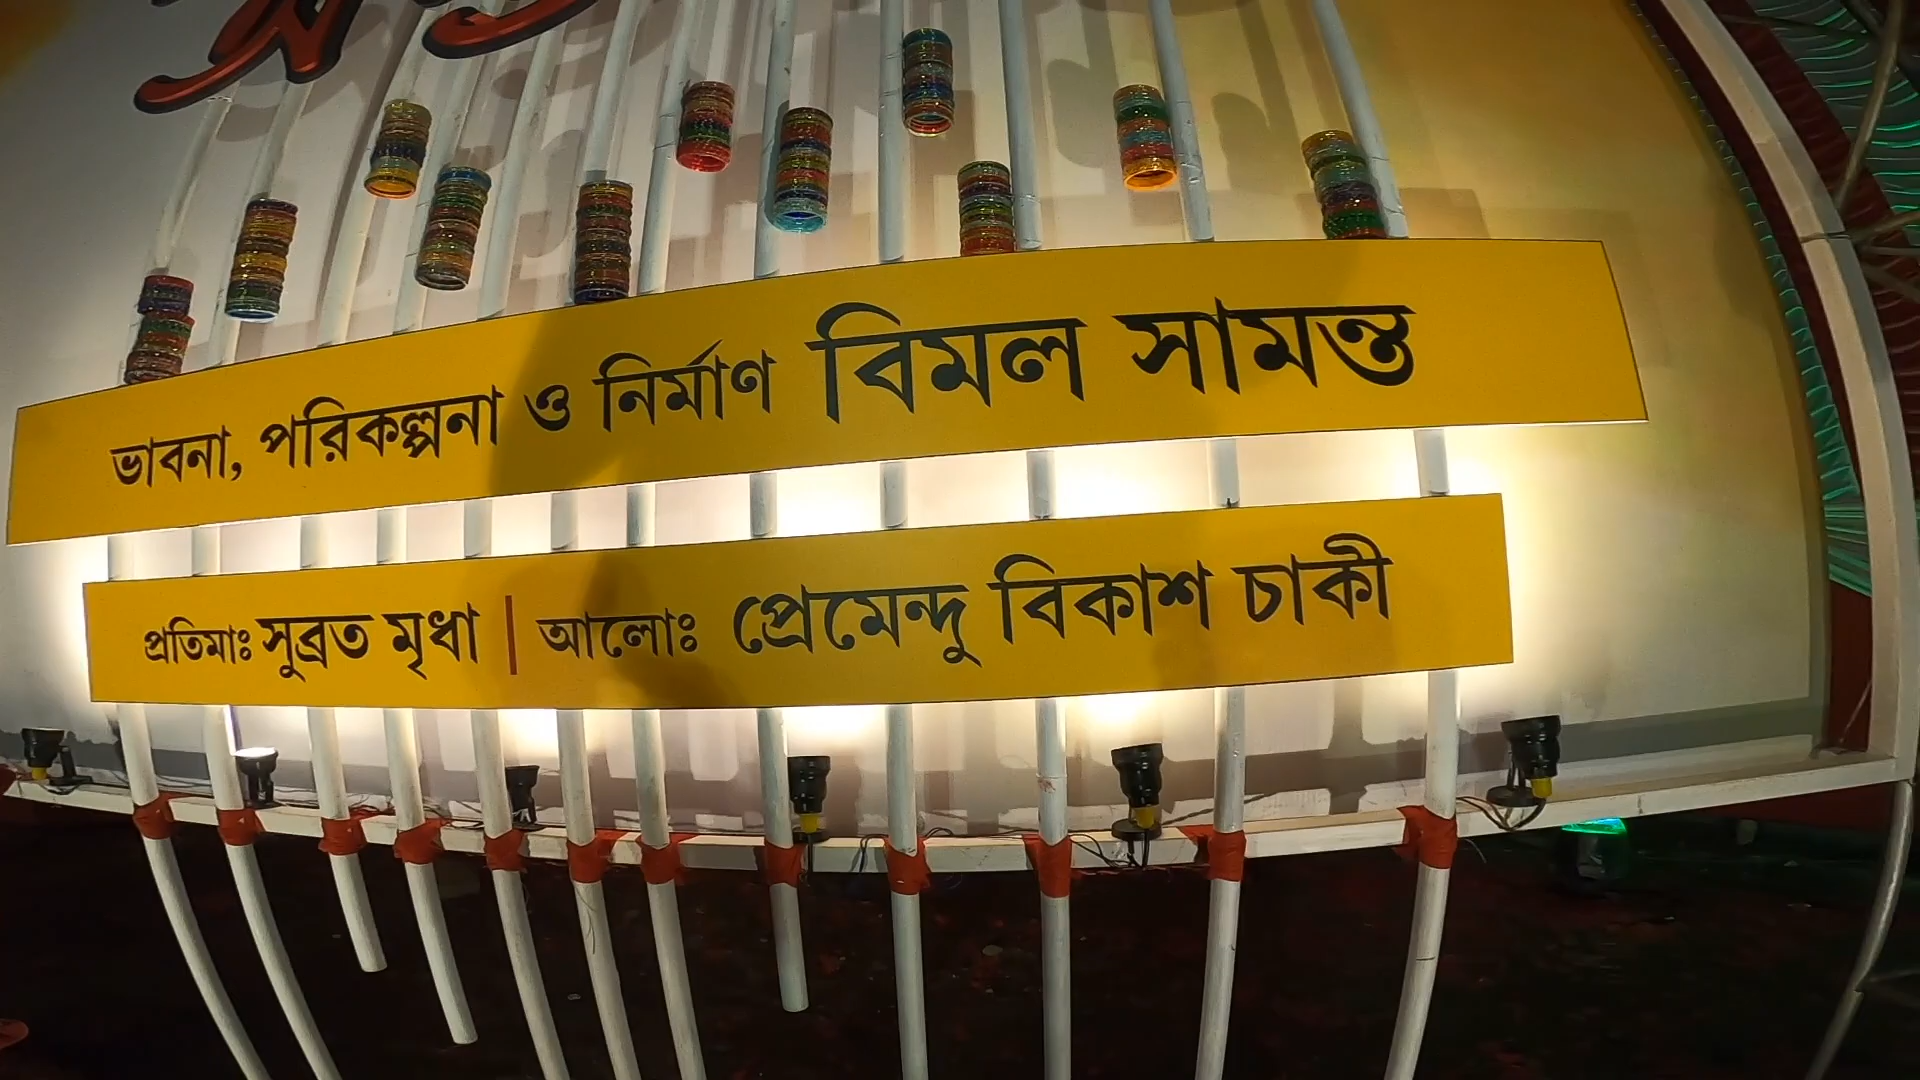 ভাবনা, পরিকল্পনা ও নির্মাণ বিমল সামন্ত
প্রতিমাঃ সুব্রত মৃধা | আলোঃ প্রেমেন্দু বিকাশ চাকী